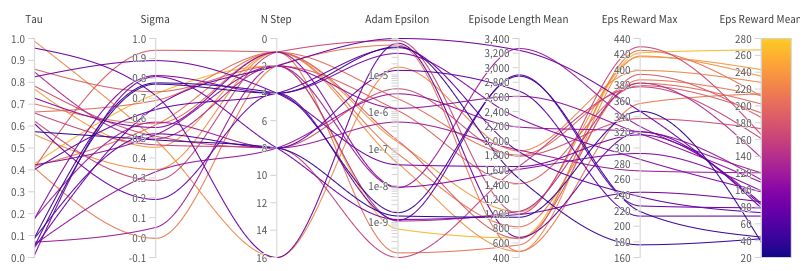 Tau Sigma N Step Adam Epsilon Episode Length Mean Eps Reward Max Eps Reward Mean
1.0 0.9 0.8 0.7 0.6 0.5 0.4 0.3 0.2 0.1 0.0
1.0 0.9 0.8 0.7 0.6 0.5 0.4 0.3 0.2 0.1 0.0 -0.1
0 2 4 6 8 10 12 14 16
1e-5 1e-6 1e-7 1e-8 1e-9
3,400 3,200 3,000 2,800 2,600 2,400 2,200 2,000 1,800 1,600 1,400 1,200 1,000 800 600 400
440 420 400 380 360 340 320 300 280 260 240 220 200 180 160
280 260 240 220 200 180 160 140 120 100 80 60 40 20